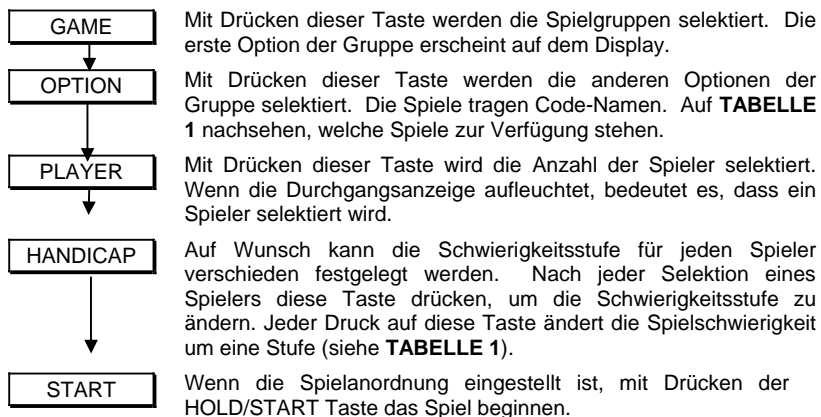 GAME
Mit Drücken dieser Taste werden die Spielgruppen selektiert. Die
erste Option der Gruppe erscheint auf dem Display.
OPTION
Mit Drücken dieser Taste werden die anderen Optionen der
Gruppe selektiert. Die Spiele tragen Code-Namen. Auf TABELLE
1 nachsehen, welche Spiele zur Verfügung stehen.
PLAYER
Mit Drücken dieser Taste wird die Anzahl der Spieler selektiert.
Wenn die Durchgangsanzeige aufleuchtet, bedeutet es, dass ein
Spieler selektiert wird.
HANDICAP
Auf Wunsch kann die Schwierigkeitsstufe für jeden Spieler
verschieden festgelegt werden. Nach jeder Selektion eines
Spielers diese Taste drücken, um die Schwierigkeitsstufe zu
ändern. Jeder Druck auf diese Taste ändert die Spielschwierigkeit
um eine Stufe (siehe TABELLE 1).
START
Wenn die Spielanordnung eingestellt ist, mit Drücken der
HOLD/START Taste das Spiel beginnen.